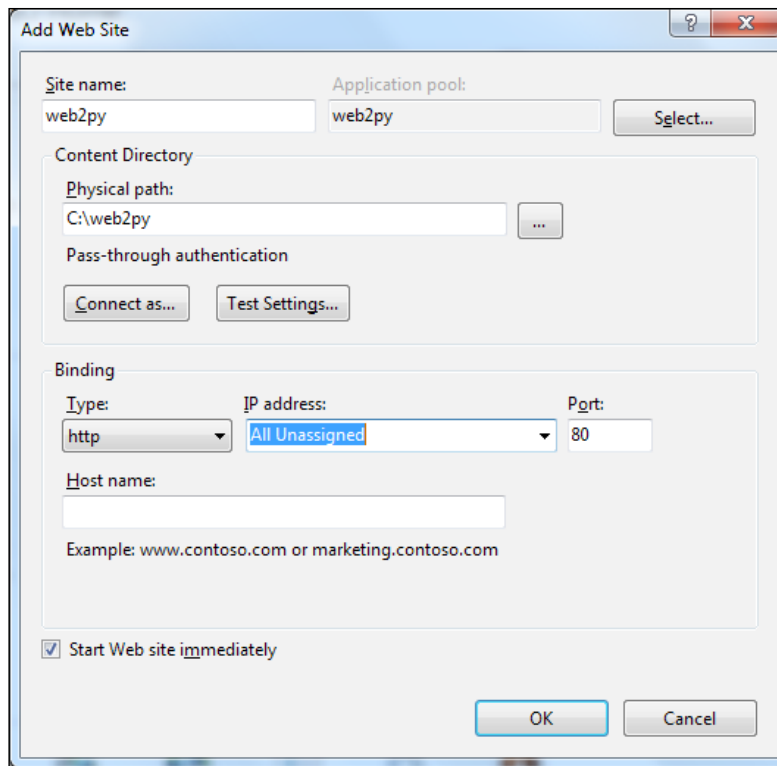 Add Web Site
Site name: Application pool:
web2py web2py Select...
Content Directory
Physical path:
C:\web2py ...
Pass-through authentication
Connect as... Test Settings...
Binding
Type: IP address: Port:
http All Unassigned 80
Host name:
Example: www.contoso.com or marketing.contoso.com
Start Web site immediately
OK Cancel